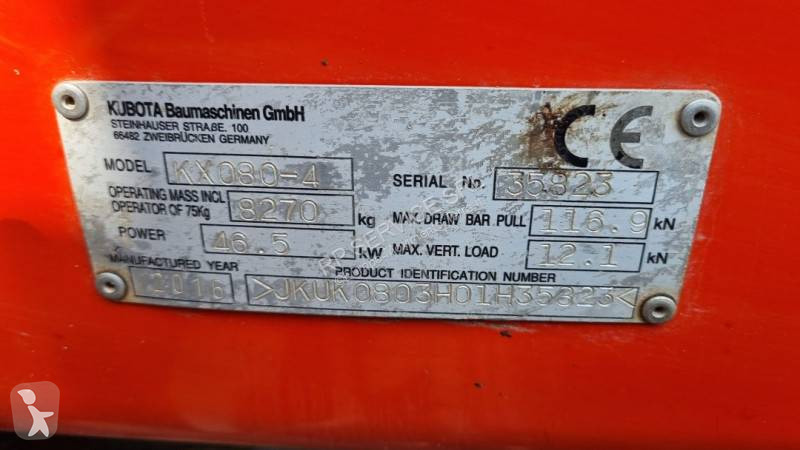 KUBOTA Baumaschinen GmbH
STEINHAUSER STRAßE. 100
66482 ZWEIBRÜCKEN GERMANY
CE
MODEL KX080-4
SERIAL No. 35323
OPERATING MASS INCL
OPERATOR OF 75Kg 8270 kg
MAX. DRAW BAR PULL 116.9 kN
POWER 46.5 kW
MAX. VERT. LOAD 12.1 kN
MANUFACTURED YEAR
2016
PRODUCT IDENTIFICATION NUMBER
>JKUK0803H01H35323<